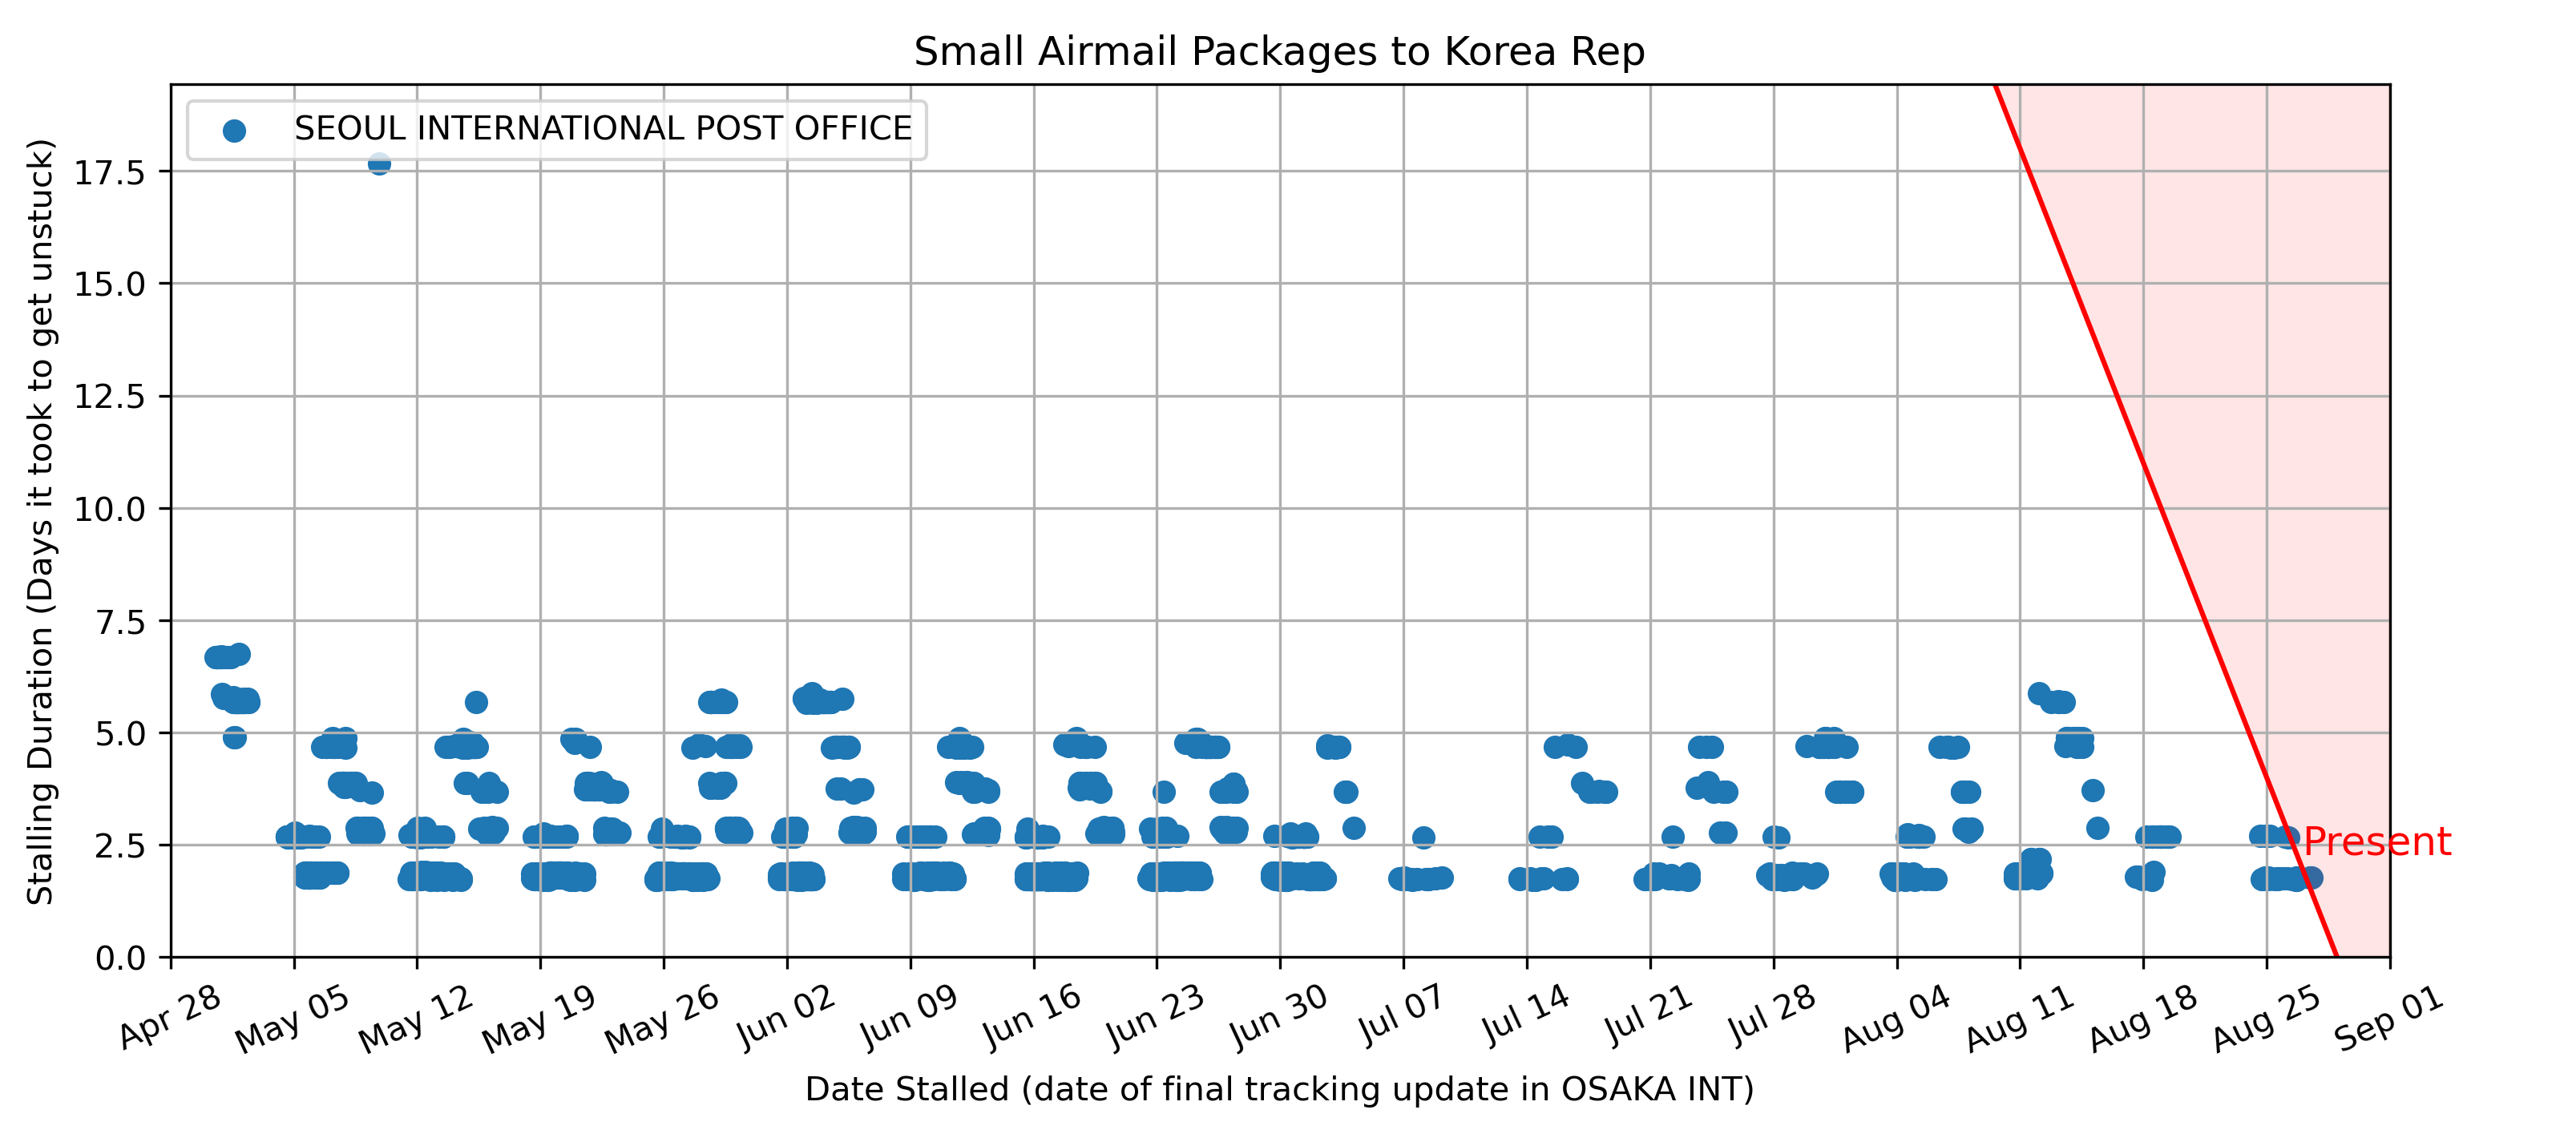 Small Airmail Packages to Korea Rep
SEOUL INTERNATIONAL POST OFFICE
Stalling Duration (Days it took to get unstuck)
17.5
15.0
12.5
10.0
7.5
5.0
2.5
0.0
Present
Apr 28
May 05
May 12
May 19
May 26
Jun 02
Jun 09
Jun 16
Jun 23
Jun 30
Jul 07
Jul 14
Jul 21
Jul 28
Aug 04
Aug 11
Aug 18
Aug 25
Sep 01
Date Stalled (date of final tracking update in OSAKA INT)